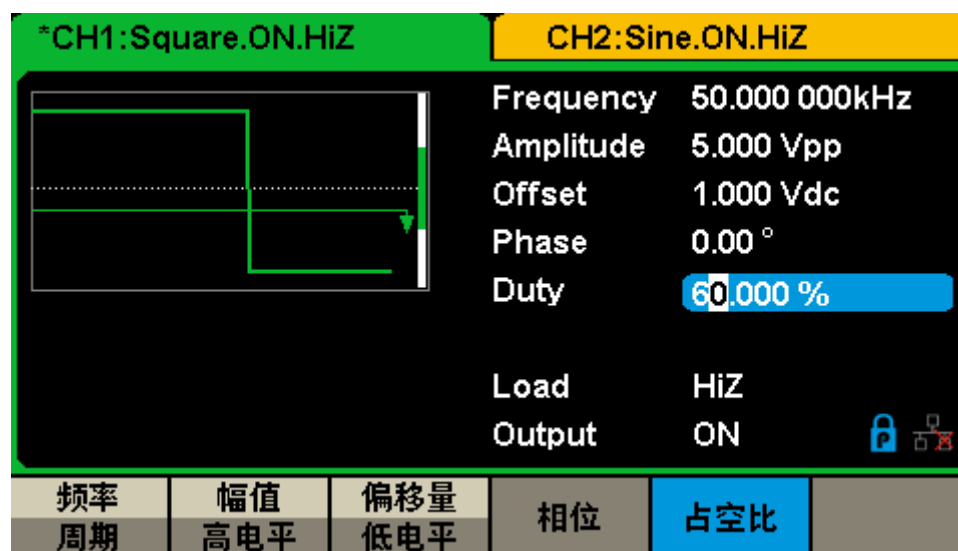 *CH1:Square.ON.HiZ
CH2:Sine.ON.HiZ
Frequency 50.000 000kHz
Amplitude 5.000 Vpp
Offset 1.000 Vdc
Phase 0.00 °
Duty 60.000 %
Load HiZ
Output ON
频率 幅值 偏移量 相位 占空比
周期 高电平 低电平